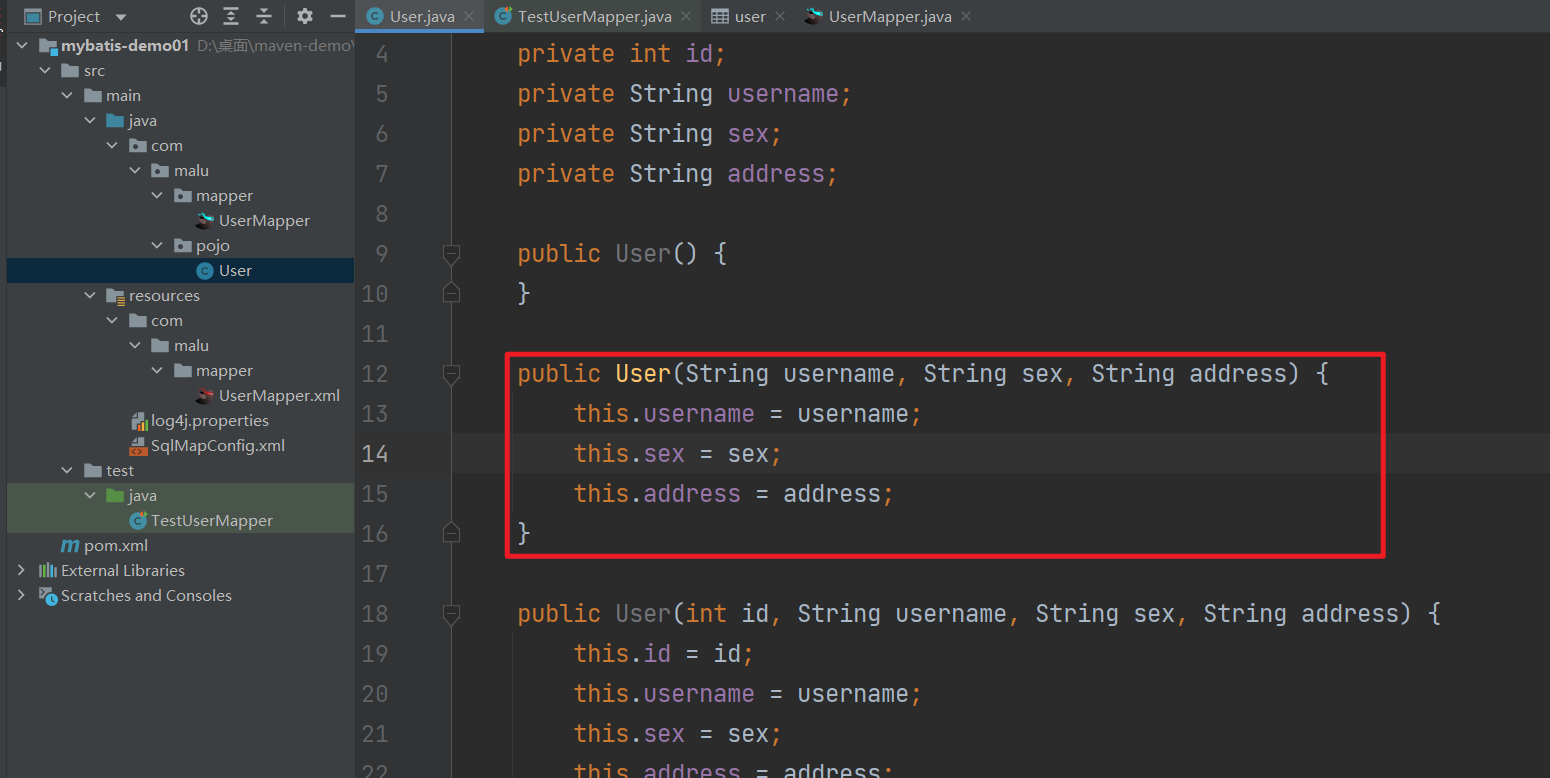 Project
User.java
TestUserMapper.java
user
UserMapper.java
mybatis-demo01 D:\桌面\maven-demo\
src
main
java
com
malu
mapper
UserMapper
pojo
User
resources
com
malu
mapper
UserMapper.xml
log4j.properties
SqlMapConfig.xml
test
java
TestUserMapper
pom.xml
External Libraries
Scratches and Consoles
4 private int id;
5 private String username;
6 private String sex;
7 private String address;
8
9 public User() {
10 }
11
12 public User(String username, String sex, String address) {
13 this.username = username;
14 this.sex = sex;
15 this.address = address;
16 }
17
18 public User(int id, String username, String sex, String address) {
19 this.id = id;
20 this.username = username;
21 this.sex = sex;
22 this.address = address;